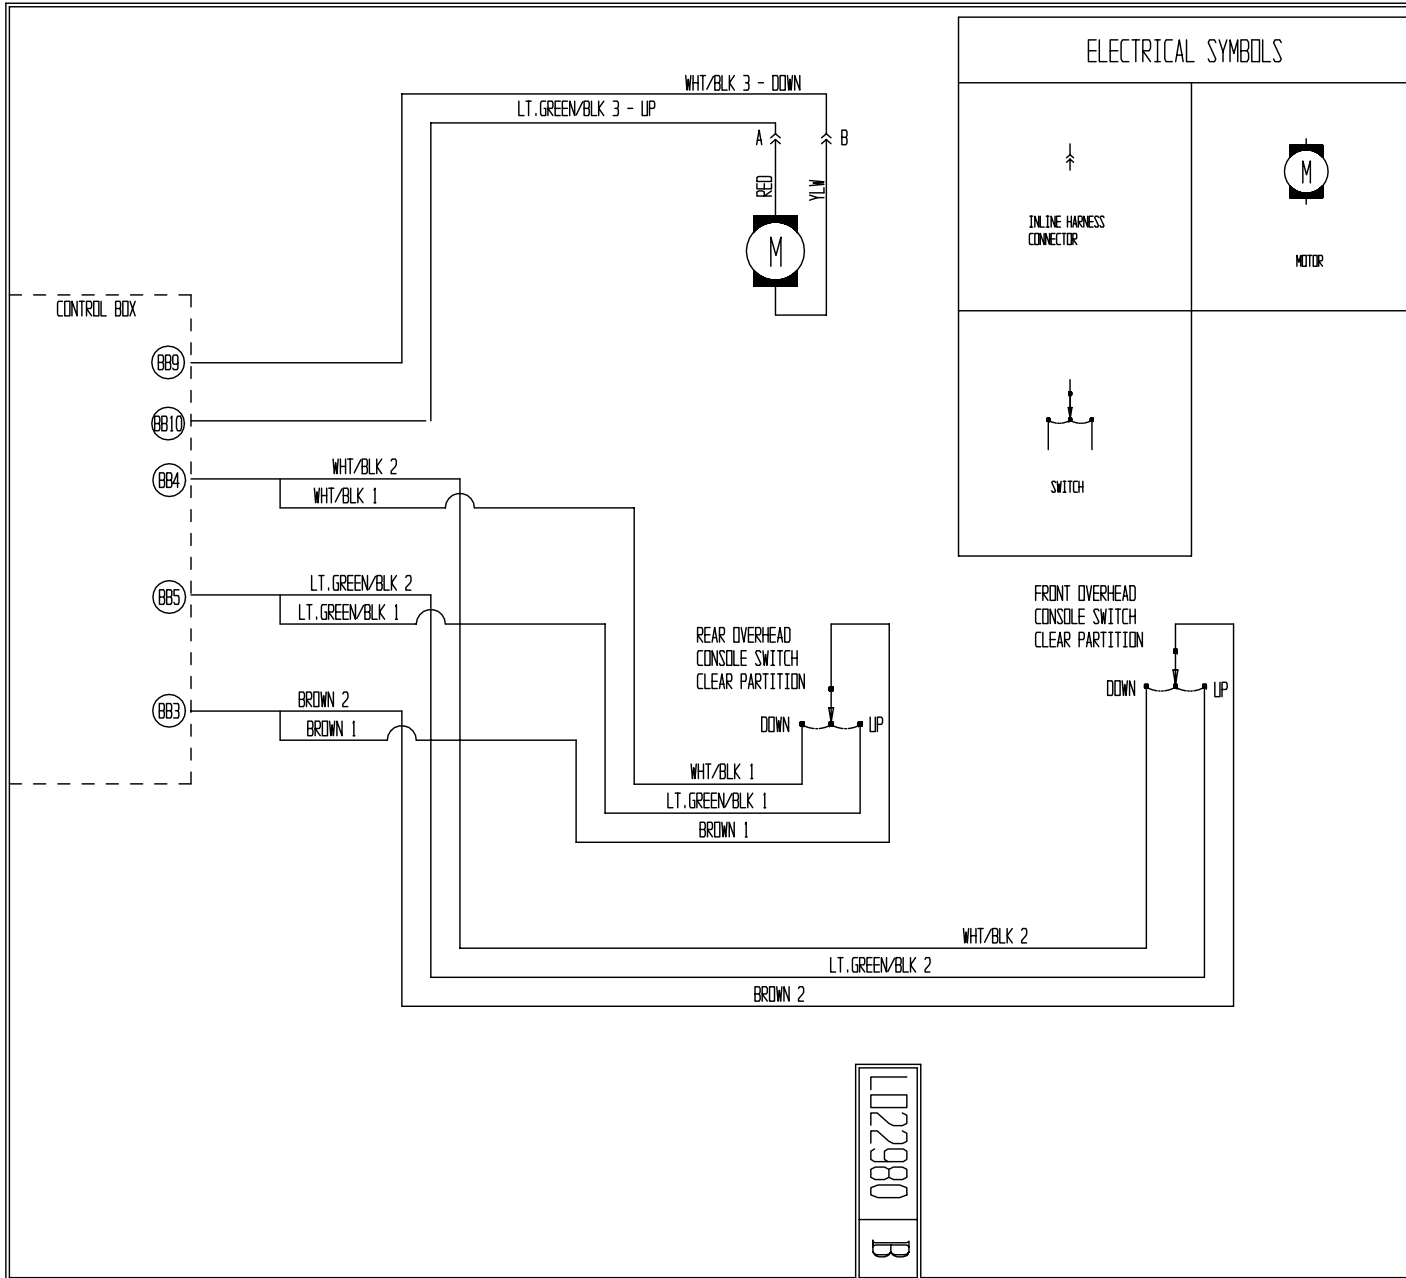 ELECTRICAL SYMBOLS
WHT/BLK 3 - DOWN
LT.GREEN/BLK 3 - UP
A
B
RED
YLW
M
M
INLINE HARNESS
CONNECTOR
MOTOR
CONTROL BOX
BB9
BB10
BB4
WHT/BLK 2
WHT/BLK 1
SWITCH
BB5
LT.GREEN/BLK 2
LT.GREEN/BLK 1
FRONT OVERHEAD
CONSOLE SWITCH
CLEAR PARTITION
REAR OVERHEAD
CONSOLE SWITCH
CLEAR PARTITION
DOWN
UP
BB3
BROWN 2
BROWN 1
DOWN
UP
WHT/BLK 1
LT.GREEN/BLK 1
BROWN 1
WHT/BLK 2
LT.GREEN/BLK 2
BROWN 2
L022980
B